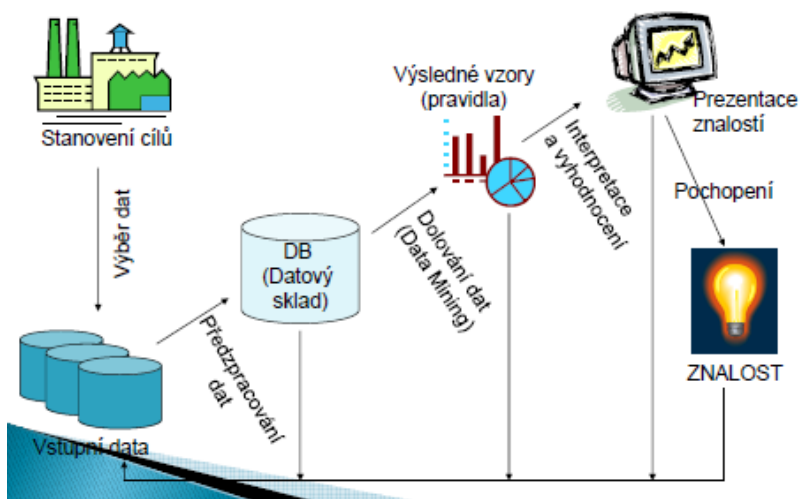 Stanovení cílů
Výběr dat
Vstupní data
Předzpracování
dat
DB
(Datový
sklad)
Dolování dat
(Data Mining)
Výsledné vzory
(pravidla)
Interpretace
a vyhodnocení
Prezentace
znalostí
Pochopení
ZNALOST